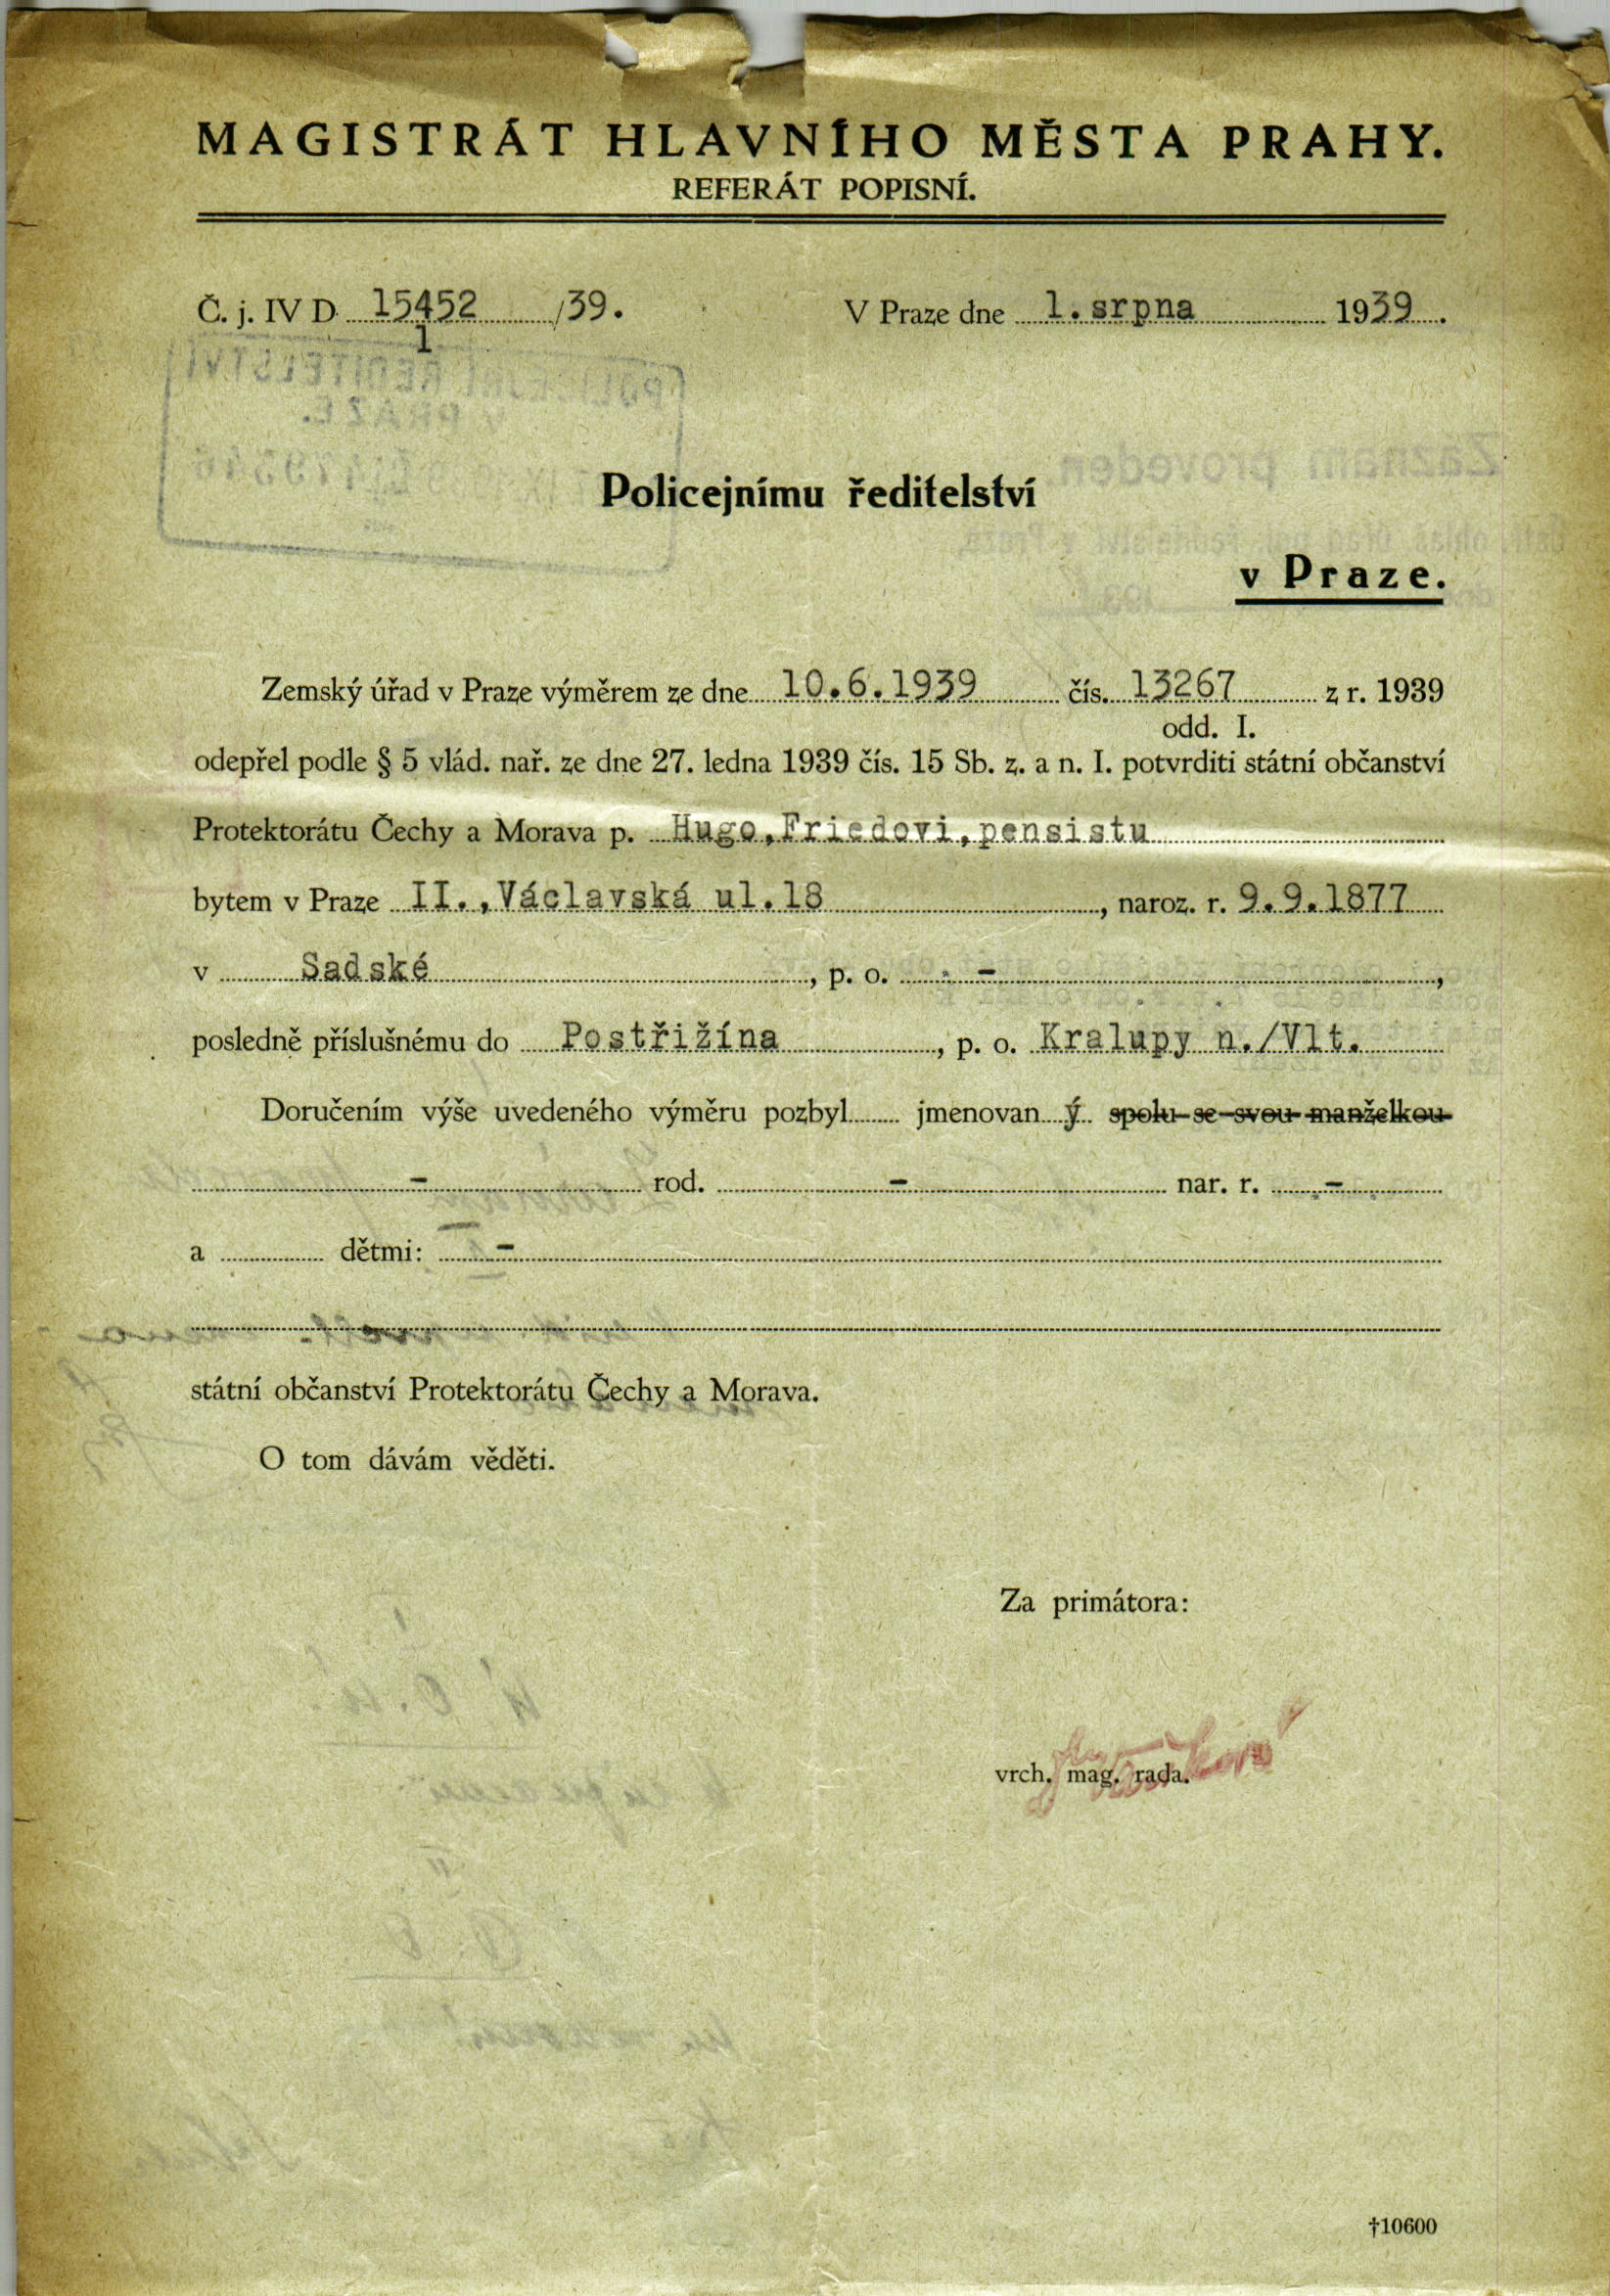 MAGISTRÁT HLAVNÍHO MĚSTA PRAHY.
REFERÁT POPISNÍ.
Č. j. IV D 15452 /39. V Praze dne 1. srpna 1939.
1
Policejnímu ředitelství
v Praze.
Zemský úřad v Praze výměrem ze dne 10.6.1939 čís. 13267 z r. 1939
odd. I.
odepřel podle § 5 vlád. nař. ze dne 27. ledna 1939 čís. 15 Sb. z. a n. I. potvrditi státní občanství
Protektorátu Čechy a Morava p. Hugo,Friedovi,pensistu
bytem v Praze II.,Václavská ul.18, naroz. r. 9.9.1877
v Sadské, p. o. -,
posledně příslušnému do Postřižína, p. o. Kralupy n./Vlt.
Doručením výše uvedeného výměru pozbyl jmenovan ý spolu se svou manželkou
- rod. - nar. r. -
a dětmi: -
státní občanství Protektorátu Čechy a Morava.
O tom dávám věděti.
Za primátora:
vrch. mag. rada.
†10600